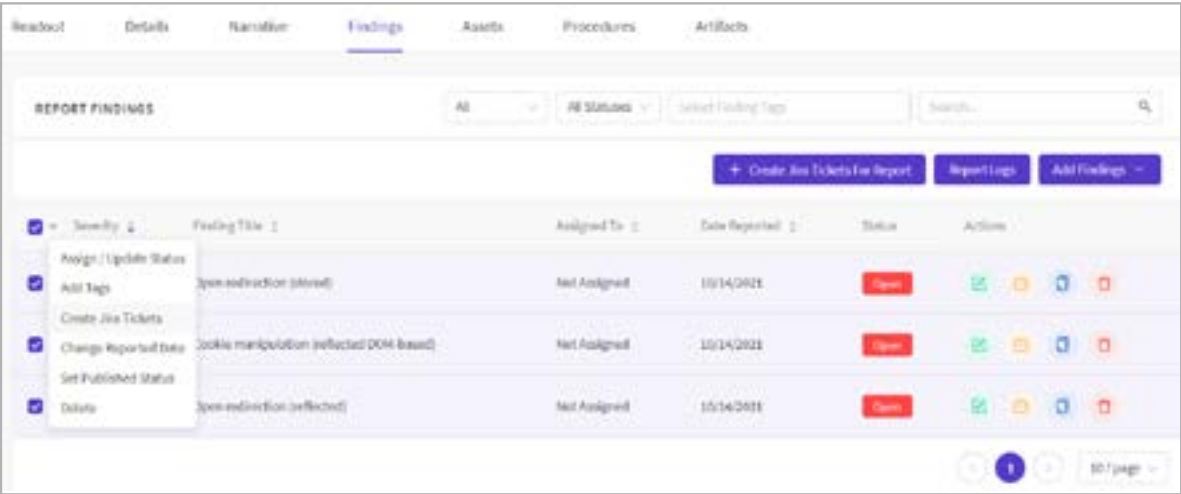 Readout Details Narrative Findings Assets Procedures Artifacts
REPORT FINDINGS All All Statuses Select Finding Tags Search...
+ Create Jira Tickets For Report Report Logs Add Findings
Severity Finding Title Assigned To Date Reported Status Actions
Assign / Update Status
Open redirection (stored) Not Assigned 10/14/2021 Open
Add Tags
Create Jira Tickets
Cookie manipulation (reflected DOM-based) Not Assigned 10/14/2021 Open
Change Reported Date
Set Published Status
Open redirection (reflected) Not Assigned 10/14/2021 Open
Delete
1 10 / page